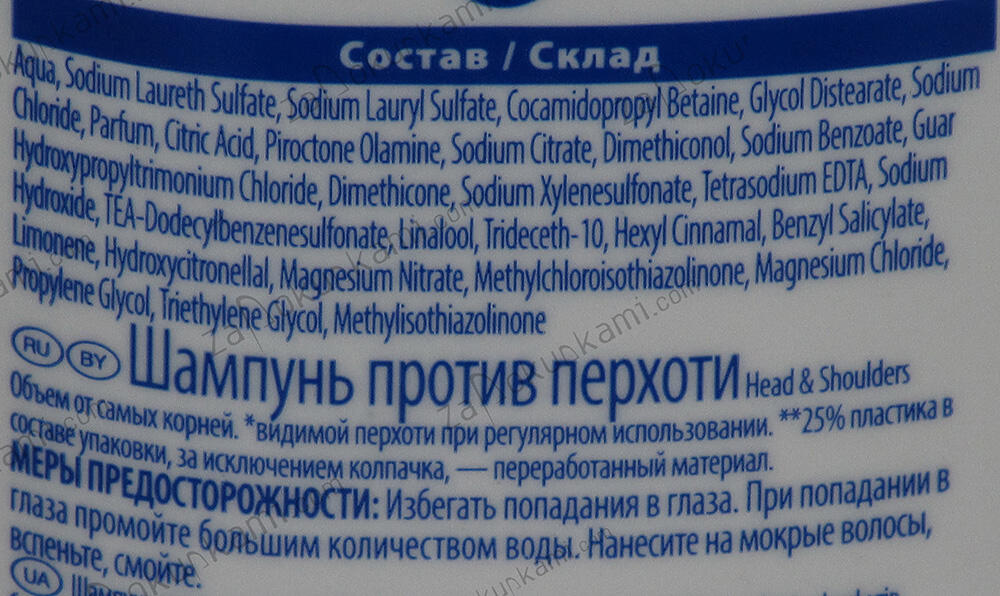 Состав / Склад
Aqua, Sodium Laureth Sulfate, Sodium Lauryl Sulfate, Cocamidopropyl Betaine, Glycol Distearate, Sodium
Chloride, Parfum, Citric Acid, Piroctone Olamine, Sodium Citrate, Dimethiconol, Sodium Benzoate, Guar
Hydroxypropyltrimonium Chloride, Dimethicone, Sodium Xylenesulfonate, Tetrasodium EDTA, Sodium
Hydroxide, TEA-Dodecylbenzenesulfonate, Linalool, Trideceth-10, Hexyl Cinnamal, Benzyl Salicylate,
Limonene, Hydroxycitronellal, Magnesium Nitrate, Methylchloroisothiazolinone, Magnesium Chloride,
Propylene Glycol, Triethylene Glycol, Methylisothiazolinone
RU BY Шампунь против перхоти Head & Shoulders
Объем от самых корней. *видимой перхоти при регулярном использовании. **25% пластика в
составе упаковки, за исключением колпачка, — переработанный материал.
МЕРЫ ПРЕДОСТОРОЖНОСТИ: Избегать попадания в глаза. При попадании в
глаза промойте большим количеством воды. Нанесите на мокрые волосы,
вспеньте, смойте.
UA